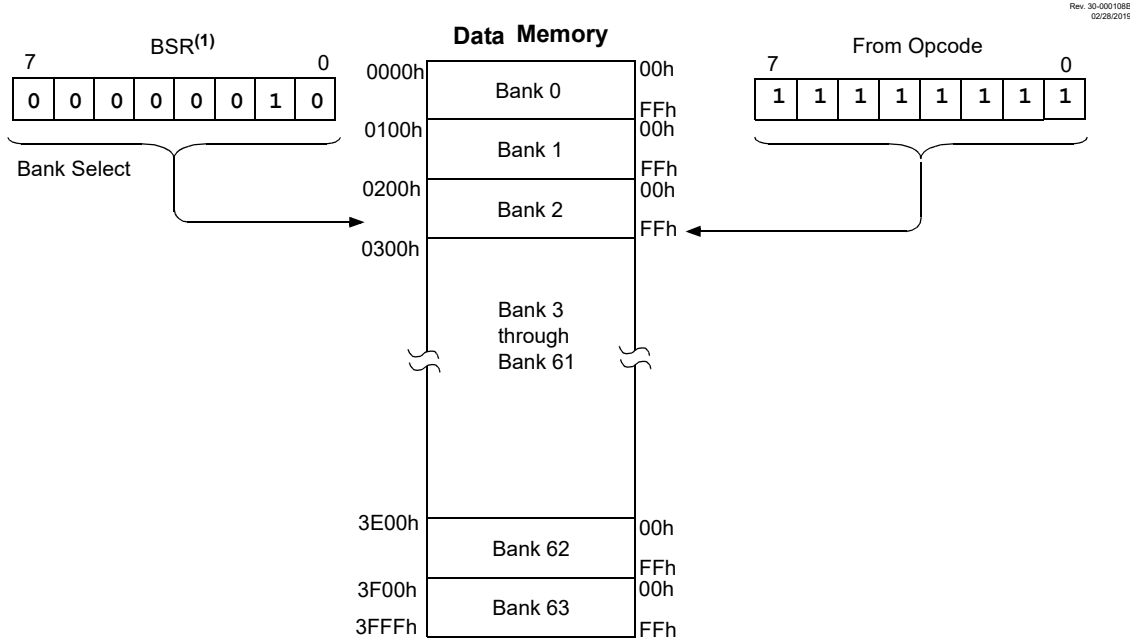 Rev. 30-000108B
02/28/2019
Data Memory
BSR(1)
7 0
0 0 0 0 0 0 1 0
Bank Select
From Opcode
7 0
1 1 1 1 1 1 1 1
0000h Bank 0 00h
FFh
0100h Bank 1 00h
FFh
0200h Bank 2 00h
FFh
0300h
Bank 3
through
Bank 61
3E00h Bank 62 00h
FFh
3F00h Bank 63 00h
3FFFh FFh